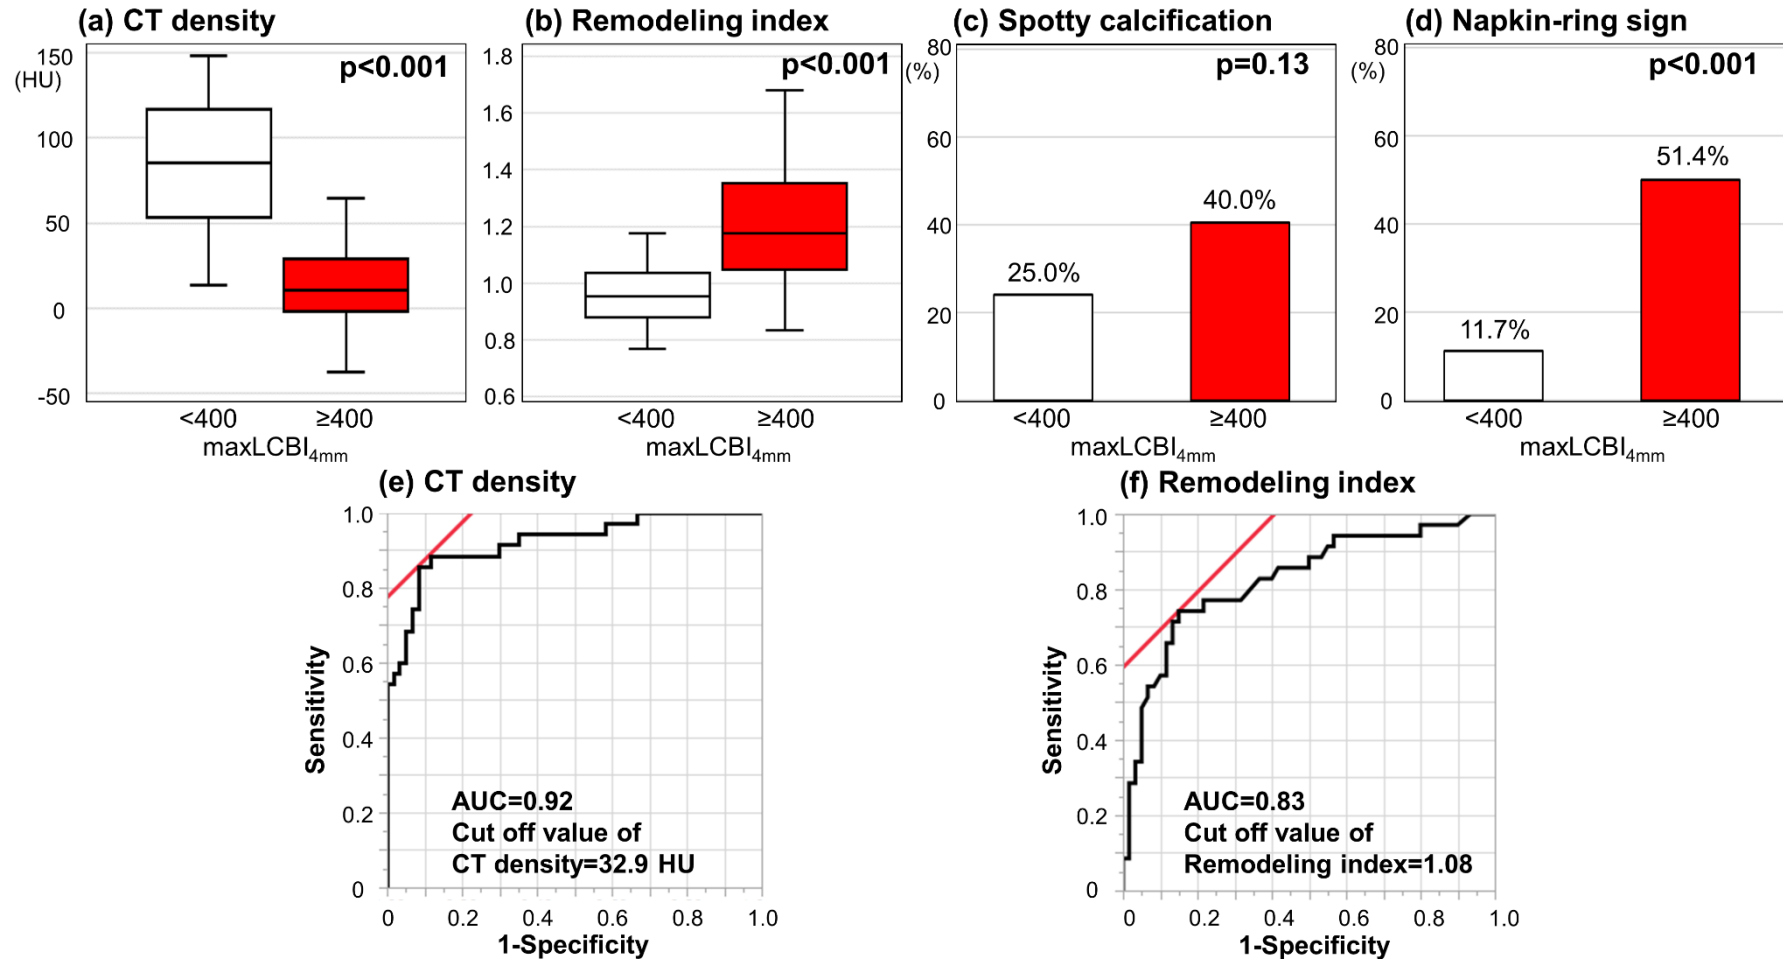 (a) CT density
150
(HU)
100
50
0
-50
p<0.001
<400 ≥400
maxLCBI4mm
(b) Remodeling index
1.8
1.6
1.4
1.2
1.0
0.8
0.6
p<0.001
<400 ≥400
maxLCBI4mm
(c) Spotty calcification
80
(%)
60
40
20
0
p=0.13
25.0%
40.0%
<400 ≥400
maxLCBI4mm
(d) Napkin-ring sign
80
(%)
60
40
20
0
p<0.001
11.7%
51.4%
<400 ≥400
maxLCBI4mm
(e) CT density
Sensitivity
1.0
0.8
0.6
0.4
0.2
0
AUC=0.92
Cut off value of
CT density=32.9 HU
0 0.2 0.4 0.6 0.8 1.0
1-Specificity
(f) Remodeling index
Sensitivity
1.0
0.8
0.6
0.4
0.2
0
AUC=0.83
Cut off value of
Remodeling index=1.08
0 0.2 0.4 0.6 0.8 1.0
1-Specificity